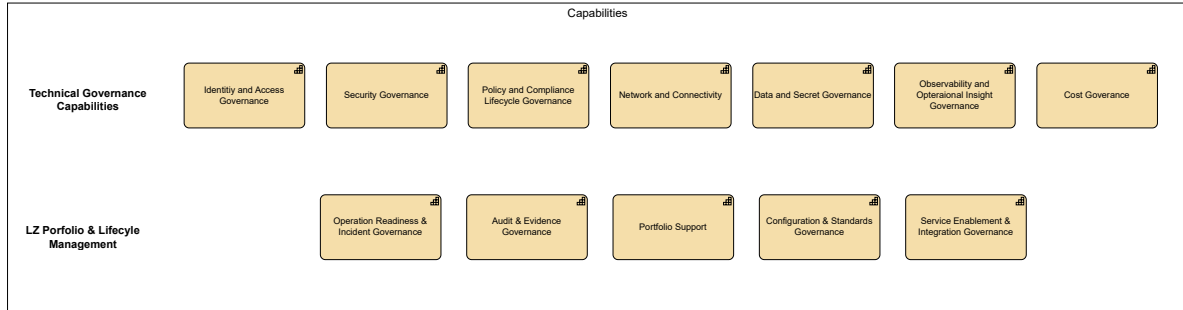 Capabilities
Technical Governance
Capabilities
Identitiy and Access
Governance
Security Governance
Policy and Compliance
Lifecycle Governance
Network and Connectivity
Data and Secret Governance
Observability and
Opteraional Insight
Governance
Cost Goverance
LZ Porfolio & Lifecyle
Management
Operation Readiness &
Incident Governance
Audit & Evidence
Governance
Portfolio Support
Configuration & Standards
Governance
Service Enablement &
Integration Governance